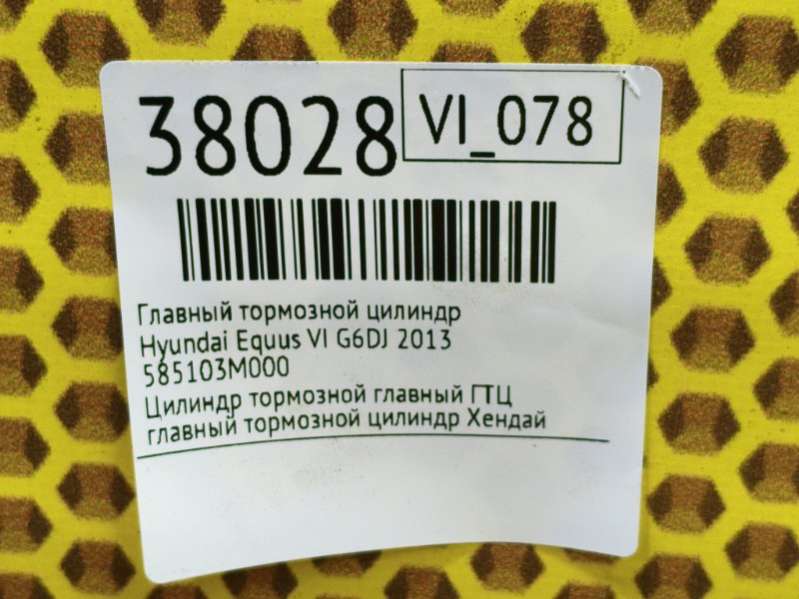 38028
VI_078
Главный тормозной цилиндр
Hyundai Equus VI G6DJ 2013
585103M000
Цилиндр тормозной главный ГТЦ
главный тормозной цилиндр Хендай